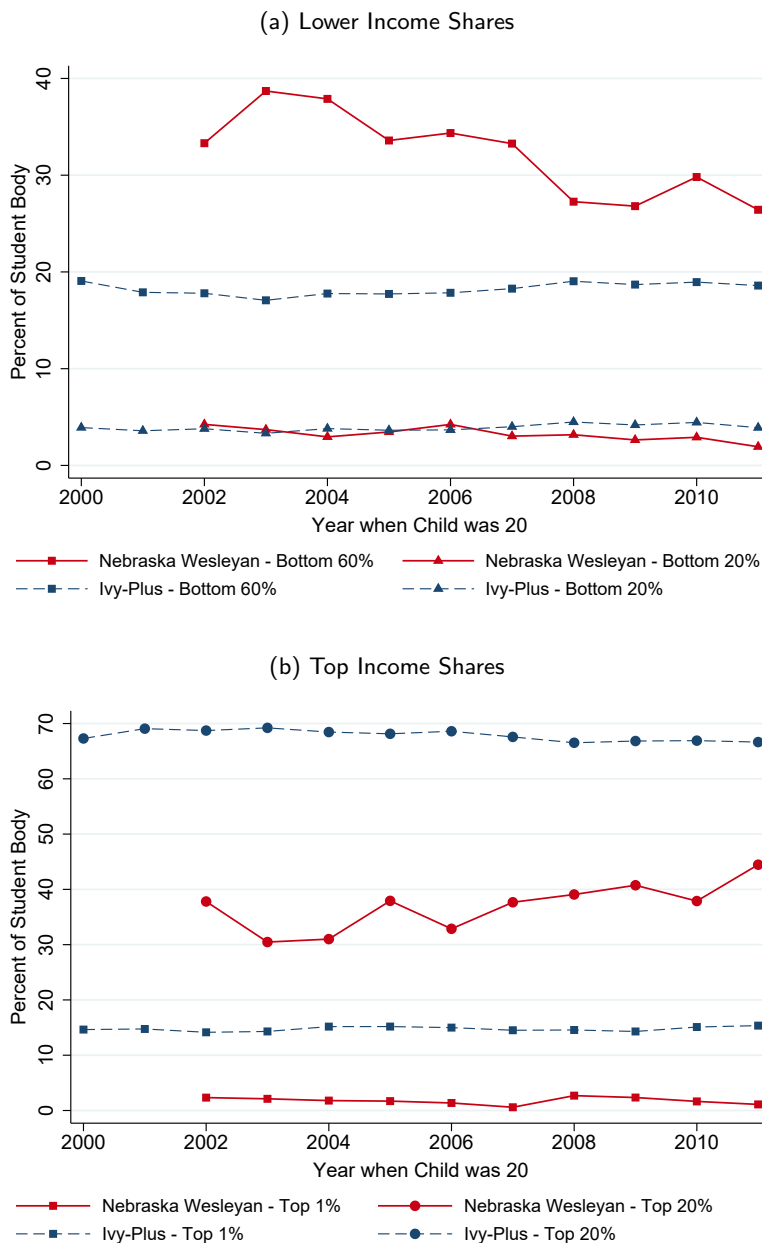 (a) Lower Income Shares
Percent of Student Body
40
30
20
10
0
2000 2002 2004 2006 2008 2010
Year when Child was 20
Nebraska Wesleyan - Bottom 60% Nebraska Wesleyan - Bottom 20%
Ivy-Plus - Bottom 60% Ivy-Plus - Bottom 20%
(b) Top Income Shares
Percent of Student Body
70
60
50
40
30
20
10
0
2000 2002 2004 2006 2008 2010
Year when Child was 20
Nebraska Wesleyan - Top 1% Nebraska Wesleyan - Top 20%
Ivy-Plus - Top 1% Ivy-Plus - Top 20%